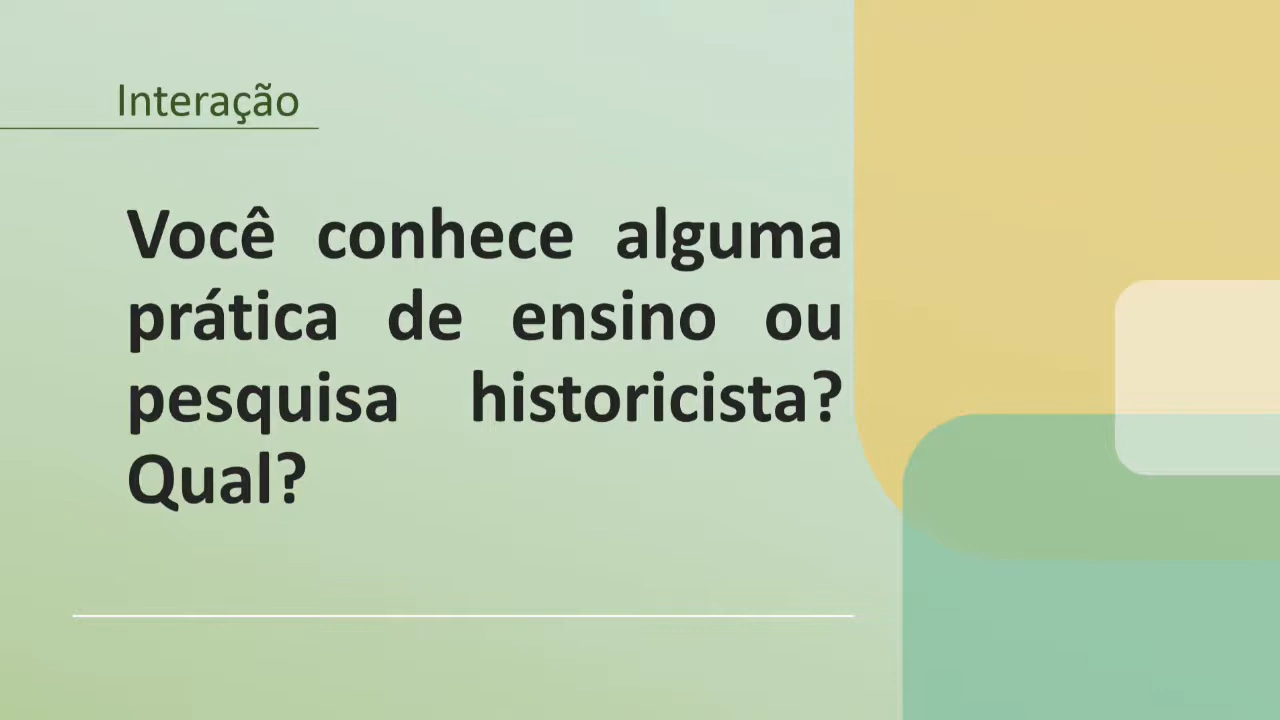 Interação
Você conhece alguma
prática de ensino ou
pesquisa historicista?
Qual?